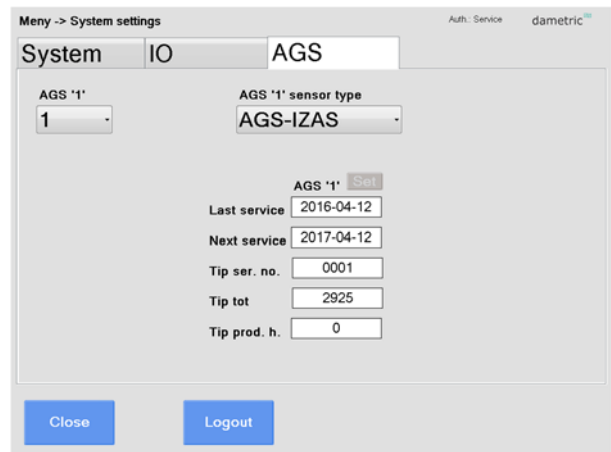 Meny -> System settings
Auth.: Service
dametric
System IO AGS
AGS '1' AGS '1' sensor type
1 AGS-IZAS
AGS '1' Set
Last service 2016-04-12
Next service 2017-04-12
Tip ser. no. 0001
Tip tot 2925
Tip prod. h. 0
Close Logout